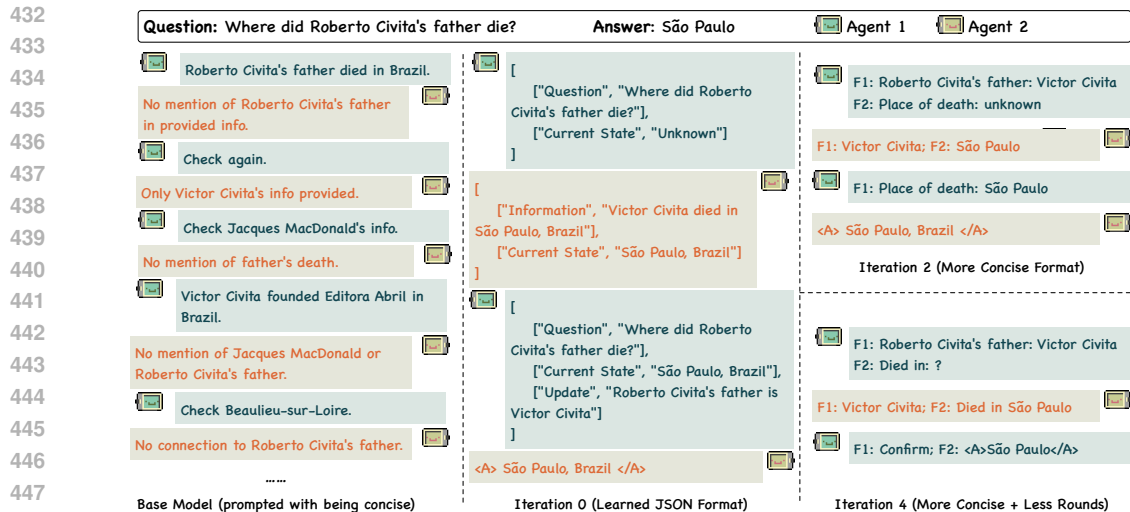 432
433
434
435
436
437
438
439
440
441
442
443
444
445
446
447
Question: Where did Roberto Civita's father die?
Answer: São Paulo
Agent 1
Agent 2
Roberto Civita's father died in Brazil.
No mention of Roberto Civita's father
in provided info.
Check again.
Only Victor Civita's info provided.
Check Jacques MacDonald's info.
No mention of father's death.
Victor Civita founded Editora Abril in
Brazil.
No mention of Jacques MacDonald or
Roberto Civita's father.
Check Beaulieu-sur-Loire.
No connection to Roberto Civita's father.
......
Base Model (prompted with being concise)
[
["Question", "Where did Roberto
Civita's father die?"],
["Current State", "Unknown"]
]
[
["Information", "Victor Civita died in
São Paulo, Brazil"],
["Current State", "São Paulo, Brazil"]
]
[
["Question", "Where did Roberto
Civita's father die?"],
["Current State", "São Paulo, Brazil"],
["Update", "Roberto Civita's father is
Victor Civita"]
]
<A> São Paulo, Brazil </A>
Iteration 0 (Learned JSON Format)
F1: Roberto Civita's father: Victor Civita
F2: Place of death: unknown
F1: Victor Civita; F2: São Paulo
F1: Place of death: São Paulo
<A> São Paulo, Brazil </A>
Iteration 2 (More Concise Format)
F1: Roberto Civita's father: Victor Civita
F2: Died in: ?
F1: Victor Civita; F2: Died in São Paulo
F1: Confirm; F2: <A>São Paulo</A>
Iteration 4 (More Concise + Less Rounds)